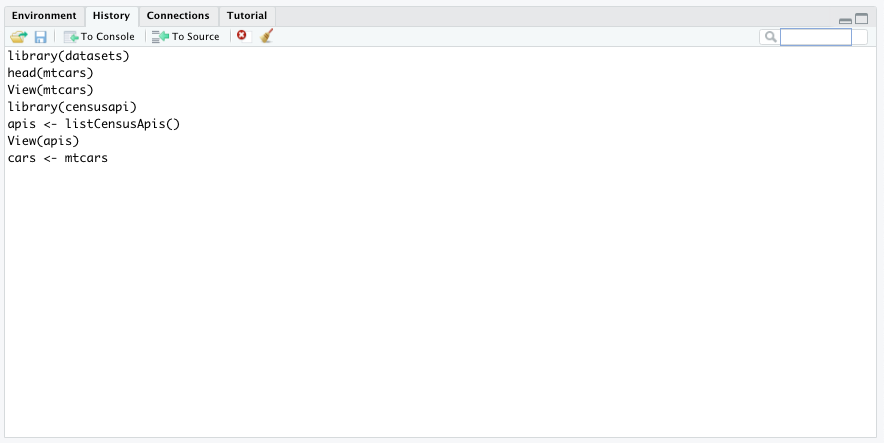 Environment History Connections Tutorial
To Console To Source
library(datasets)
head(mtcars)
View(mtcars)
library(censusapi)
apis <- listCensusApis()
View(apis)
cars <- mtcars